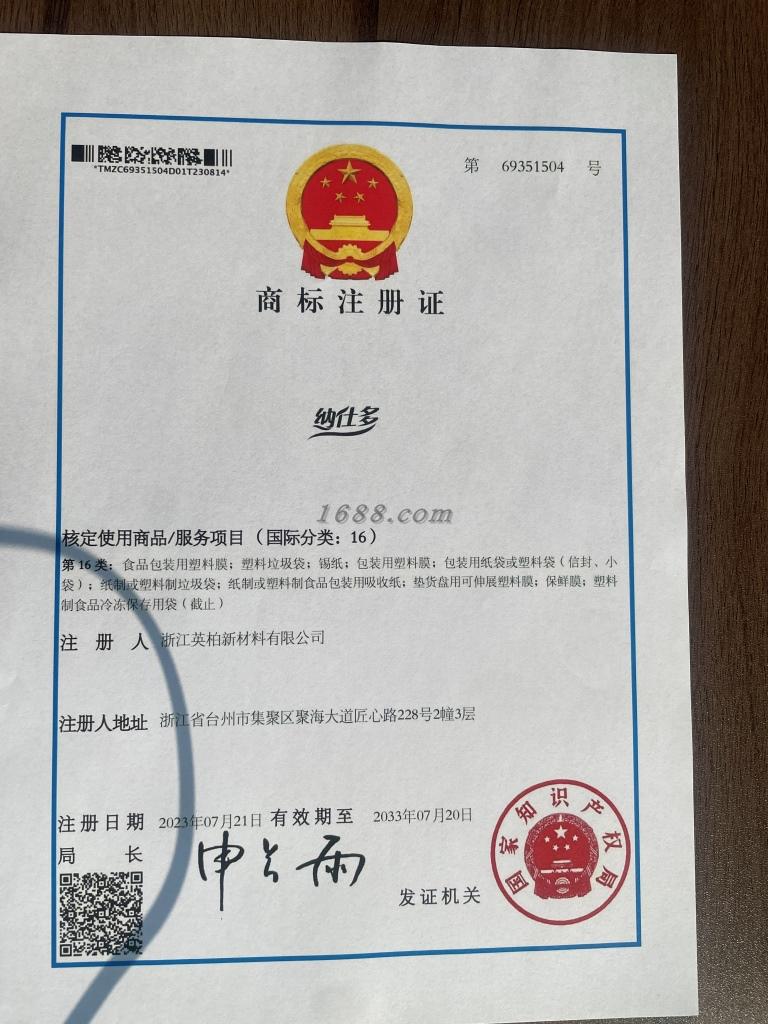 第 69351504 号
*TMZC69351504D01T230814*
商标注册证
纳仕多
1688.com
核定使用商品/服务项目（国际分类：16）
第16类：食品包装用塑料膜；塑料垃圾袋；锡纸；包装用塑料膜；包装用纸袋或塑料袋（信封、小
袋）；纸制或塑料制垃圾袋；纸制或塑料制食品包装用吸收纸；垫货盘用可伸展塑料膜；保鲜膜；塑料
制食品冷冻保存用袋（截止）
注册人 浙江英柏新材料有限公司
注册人地址 浙江省台州市集聚区聚海大道匠心路228号2幢3层
注册日期 2023年07月21日 有效期至 2033年07月20日
局长 申长雨
发证机关
国家知识产权局